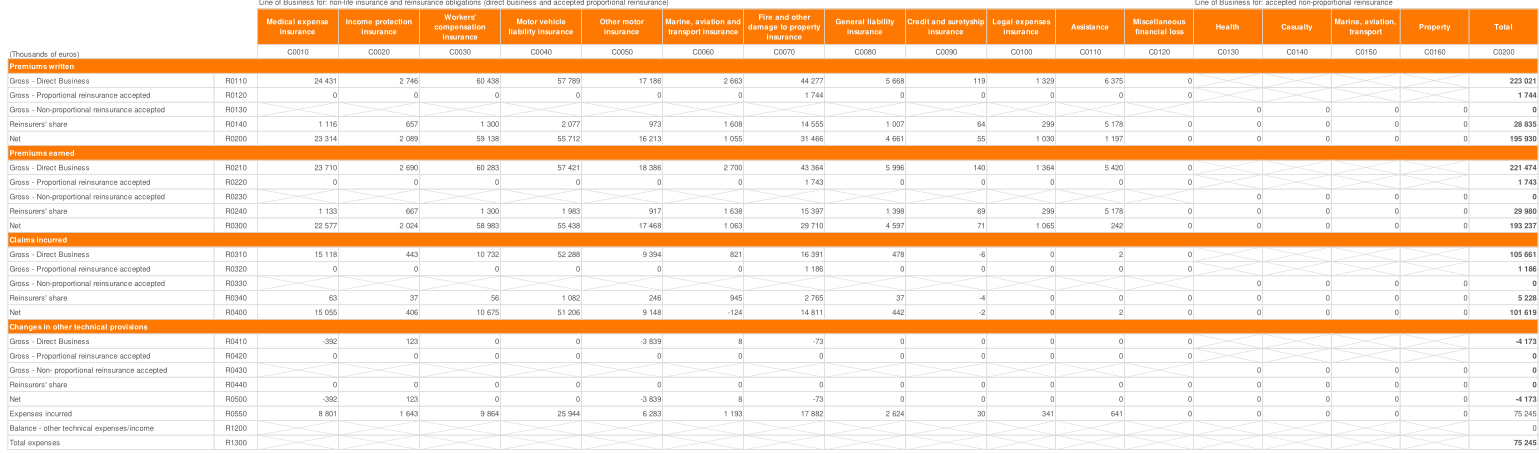 Line of Business for: non-life insurance and reinsurance obligations (direct business and accepted proportional reinsurance) Line of Business for: accepted non-proportional reinsurance
Medical expense insurance Income protection insurance Workers' compensation insurance Motor vehicle liability insurance Other motor insurance Marine, aviation and transport insurance Fire and other damage to property insurance General liability insurance Credit and suretyship insurance Legal expenses insurance Assistance Miscellaneous financial loss Health Casualty Marine, aviation, transport Property Total
(Thousands of euros) C0010 C0020 C0030 C0040 C0050 C0060 C0070 C0080 C0090 C0100 C0110 C0120 C0130 C0140 C0150 C0160 C0200
Premiums written
Gross - Direct Business R0110 24 431 2 746 60 438 57 789 17 186 2 663 44 277 5 668 119 1 329 6 375 0 223 021
Gross - Proportional reinsurance accepted R0120 0 0 0 0 0 0 1 744 0 0 0 0 0 1 744
Gross - Non-proportional reinsurance accepted R0130 0 0 0 0 0
Reinsurers' share R0140 1 116 657 1 300 2 077 973 1 608 14 555 1 007 64 299 5 178 0 0 0 0 0 28 835
Net R0200 23 314 2 089 59 138 55 712 16 213 1 055 31 466 4 661 55 1 030 1 197 0 0 0 0 0 195 930
Premiums earned
Gross - Direct Business R0210 23 710 2 690 60 283 57 421 18 386 2 700 43 364 5 996 140 1 364 5 420 0 221 474
Gross - Proportional reinsurance accepted R0220 0 0 0 0 0 0 1 743 0 0 0 0 0 1 743
Gross - Non-proportional reinsurance accepted R0230 0 0 0 0 0
Reinsurers' share R0240 1 133 667 1 300 1 983 917 1 638 15 397 1 398 69 299 5 178 0 0 0 0 0 29 980
Net R0300 22 577 2 024 58 983 55 438 17 468 1 063 29 710 4 597 71 1 065 242 0 0 0 0 0 193 237
Claims incurred
Gross - Direct Business R0310 15 118 443 10 732 52 288 9 394 821 16 391 478 -6 0 2 0 105 661
Gross - Proportional reinsurance accepted R0320 0 0 0 0 0 0 1 186 0 0 0 0 0 1 186
Gross - Non-proportional reinsurance accepted R0330 0 0 0 0 0
Reinsurers' share R0340 63 37 56 1 082 246 945 2 765 37 -4 0 0 0 0 0 0 0 5 228
Net R0400 15 055 406 10 675 51 206 9 148 -124 14 811 442 -2 0 2 0 0 0 0 0 101 619
Changes in other technical provisions
Gross - Direct Business R0410 -392 123 0 0 -3 839 8 -73 0 0 0 0 0 -4 173
Gross - Proportional reinsurance accepted R0420 0 0 0 0 0 0 0 0 0 0 0 0 0
Gross - Non- proportional reinsurance accepted R0430 0 0 0 0 0
Reinsurers' share R0440 0 0 0 0 0 0 0 0 0 0 0 0 0 0 0 0 0
Net R0500 -392 123 0 0 -3 839 8 -73 0 0 0 0 0 0 0 0 0 -4 173
Expenses incurred R0550 8 801 1 643 9 864 25 944 6 283 1 193 17 882 2 624 30 341 641 0 0 0 0 0 75 245
Balance - other technical expenses/income R1200 0
Total expenses R1300 75 245